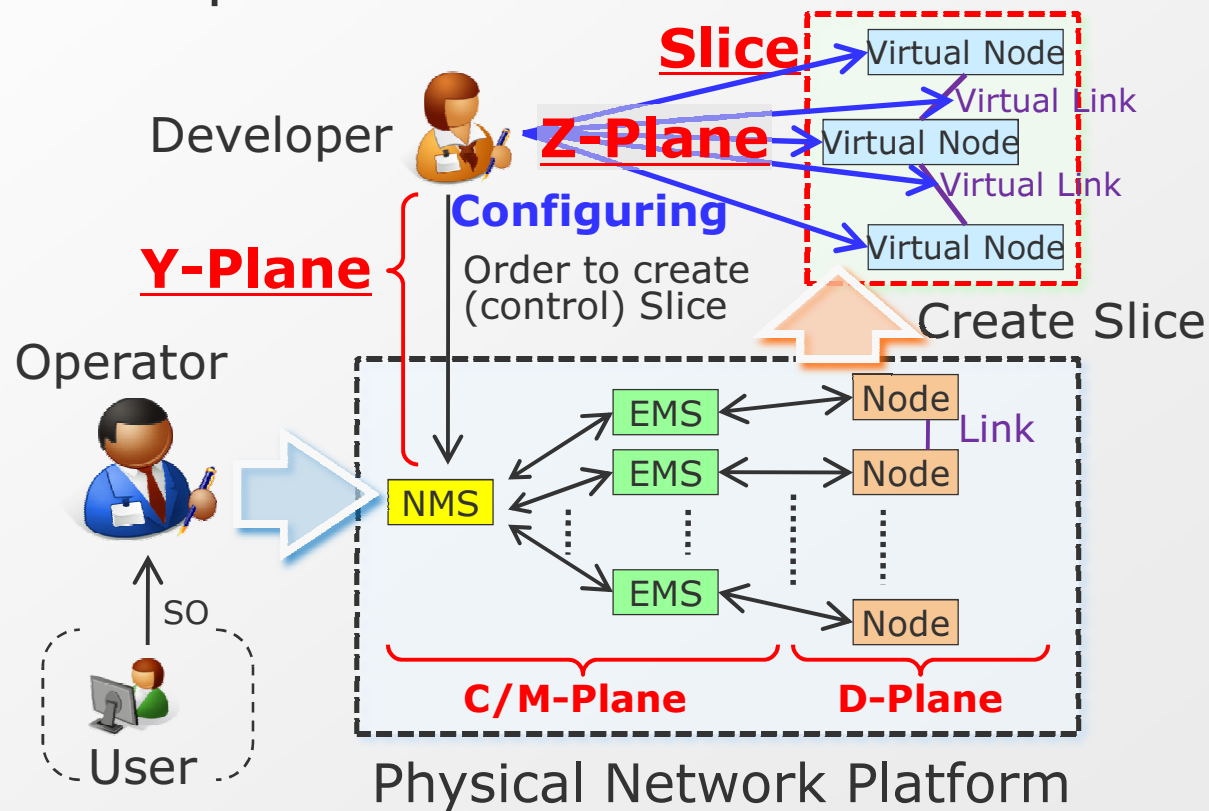 Slice
Virtual Node
Virtual Link
Developer
Z-Plane
Virtual Node
Virtual Link
Configuring
Virtual Node
Y-Plane
Order to create
(control) Slice
Create Slice
Operator
EMS
Node
Link
EMS
Node
NMS
EMS
Node
SO
C/M-Plane
D-Plane
User
Physical Network Platform